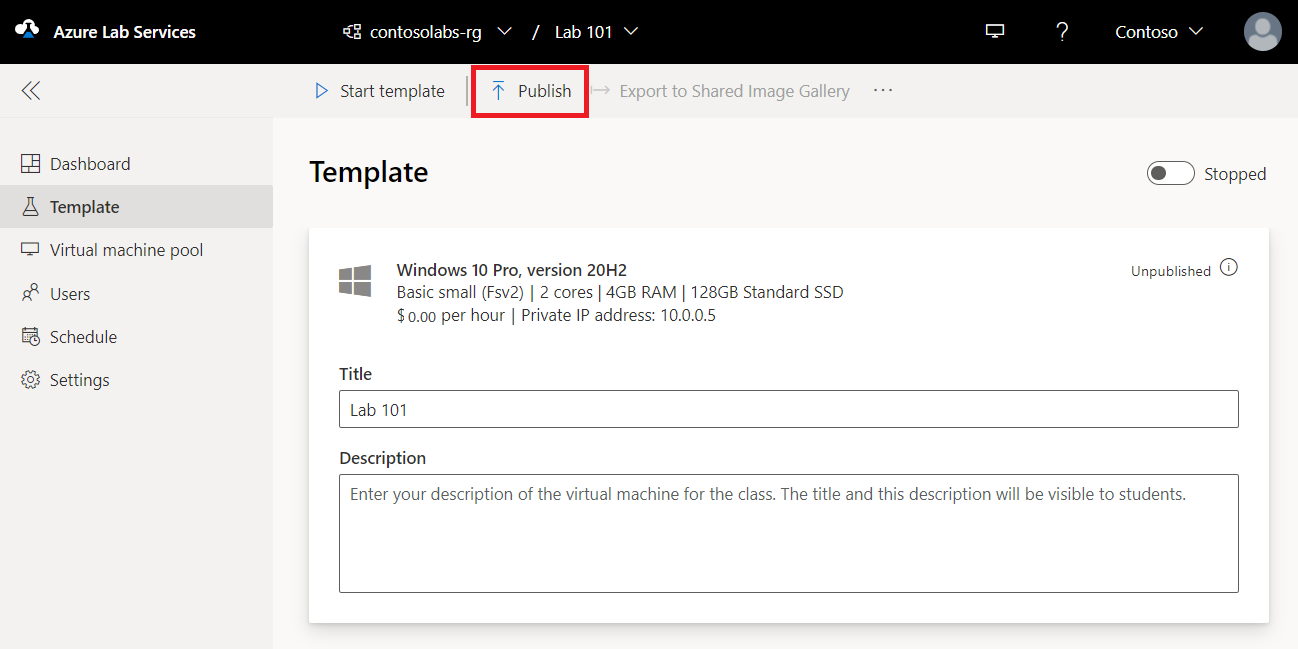 Azure Lab Services
contosolabs-rg / Lab 101
? Contoso
Start template | Publish Export to Shared Image Gallery ...
Dashboard
Template
Virtual machine pool
Users
Schedule
Settings
Template
Stopped
Windows 10 Pro, version 20H2
Basic small (Fsv2) | 2 cores | 4GB RAM | 128GB Standard SSD
$ 0.00 per hour | Private IP address: 10.0.0.5
Unpublished
Title
Lab 101
Description
Enter your description of the virtual machine for the class. The title and this description will be visible to students.